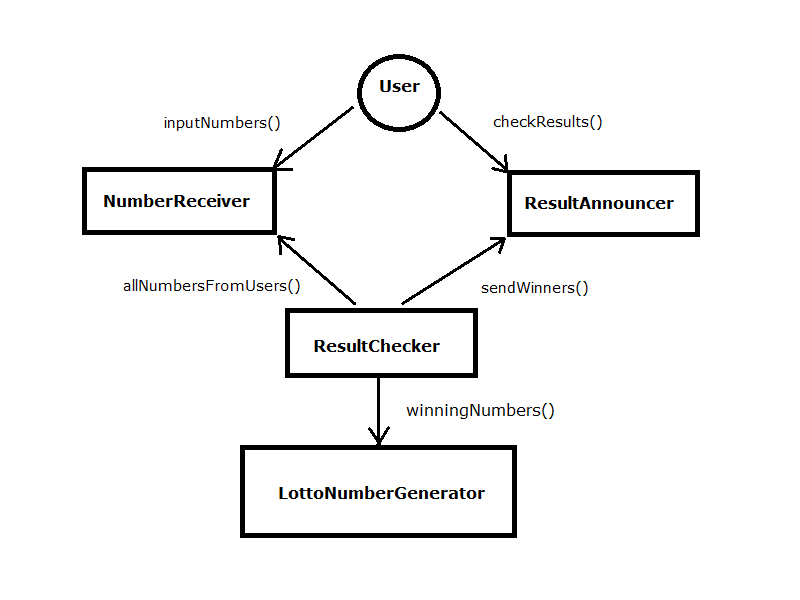 User
inputNumbers()
checkResults()
NumberReceiver
ResultAnnouncer
allNumbersFromUsers()
sendWinners()
ResultChecker
winningNumbers()
LottoNumberGenerator